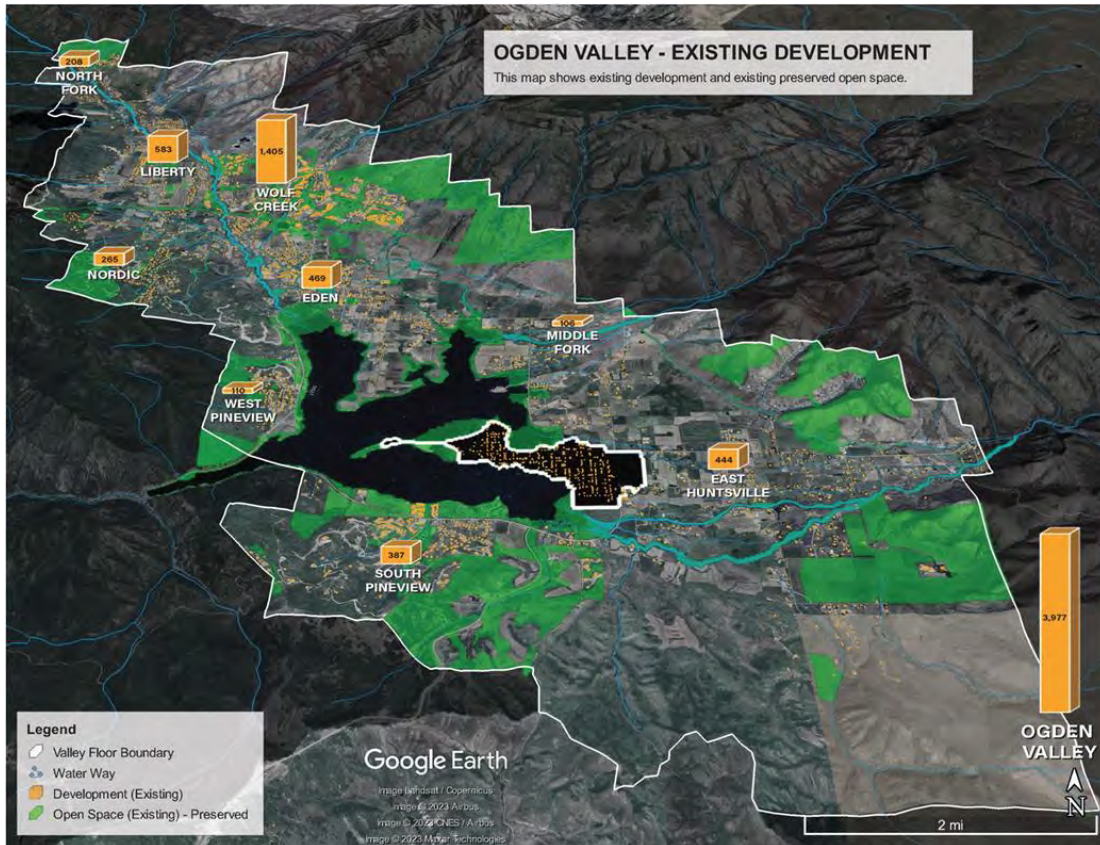 OGDEN VALLEY - EXISTING DEVELOPMENT
This map shows existing development and existing preserved open space.
208
NORTH
FORK
583
LIBERTY
1,405
WOLF
CREEK
265
NORDIC
469
EDEN
106
MIDDLE
FORK
110
WEST
PINEVIEW
444
EAST
HUNTSVILLE
387
SOUTH
PINEVIEW
3,977
OGDEN
VALLEY
N
2 mi
Legend
Valley Floor Boundary
Water Way
Development (Existing)
Open Space (Existing) - Preserved
Google Earth
Image Landsat / Copernicus
Image © 2023 Airbus
Image © 2023 CNES / Airbus
Image © 2023 Maxar Technologies